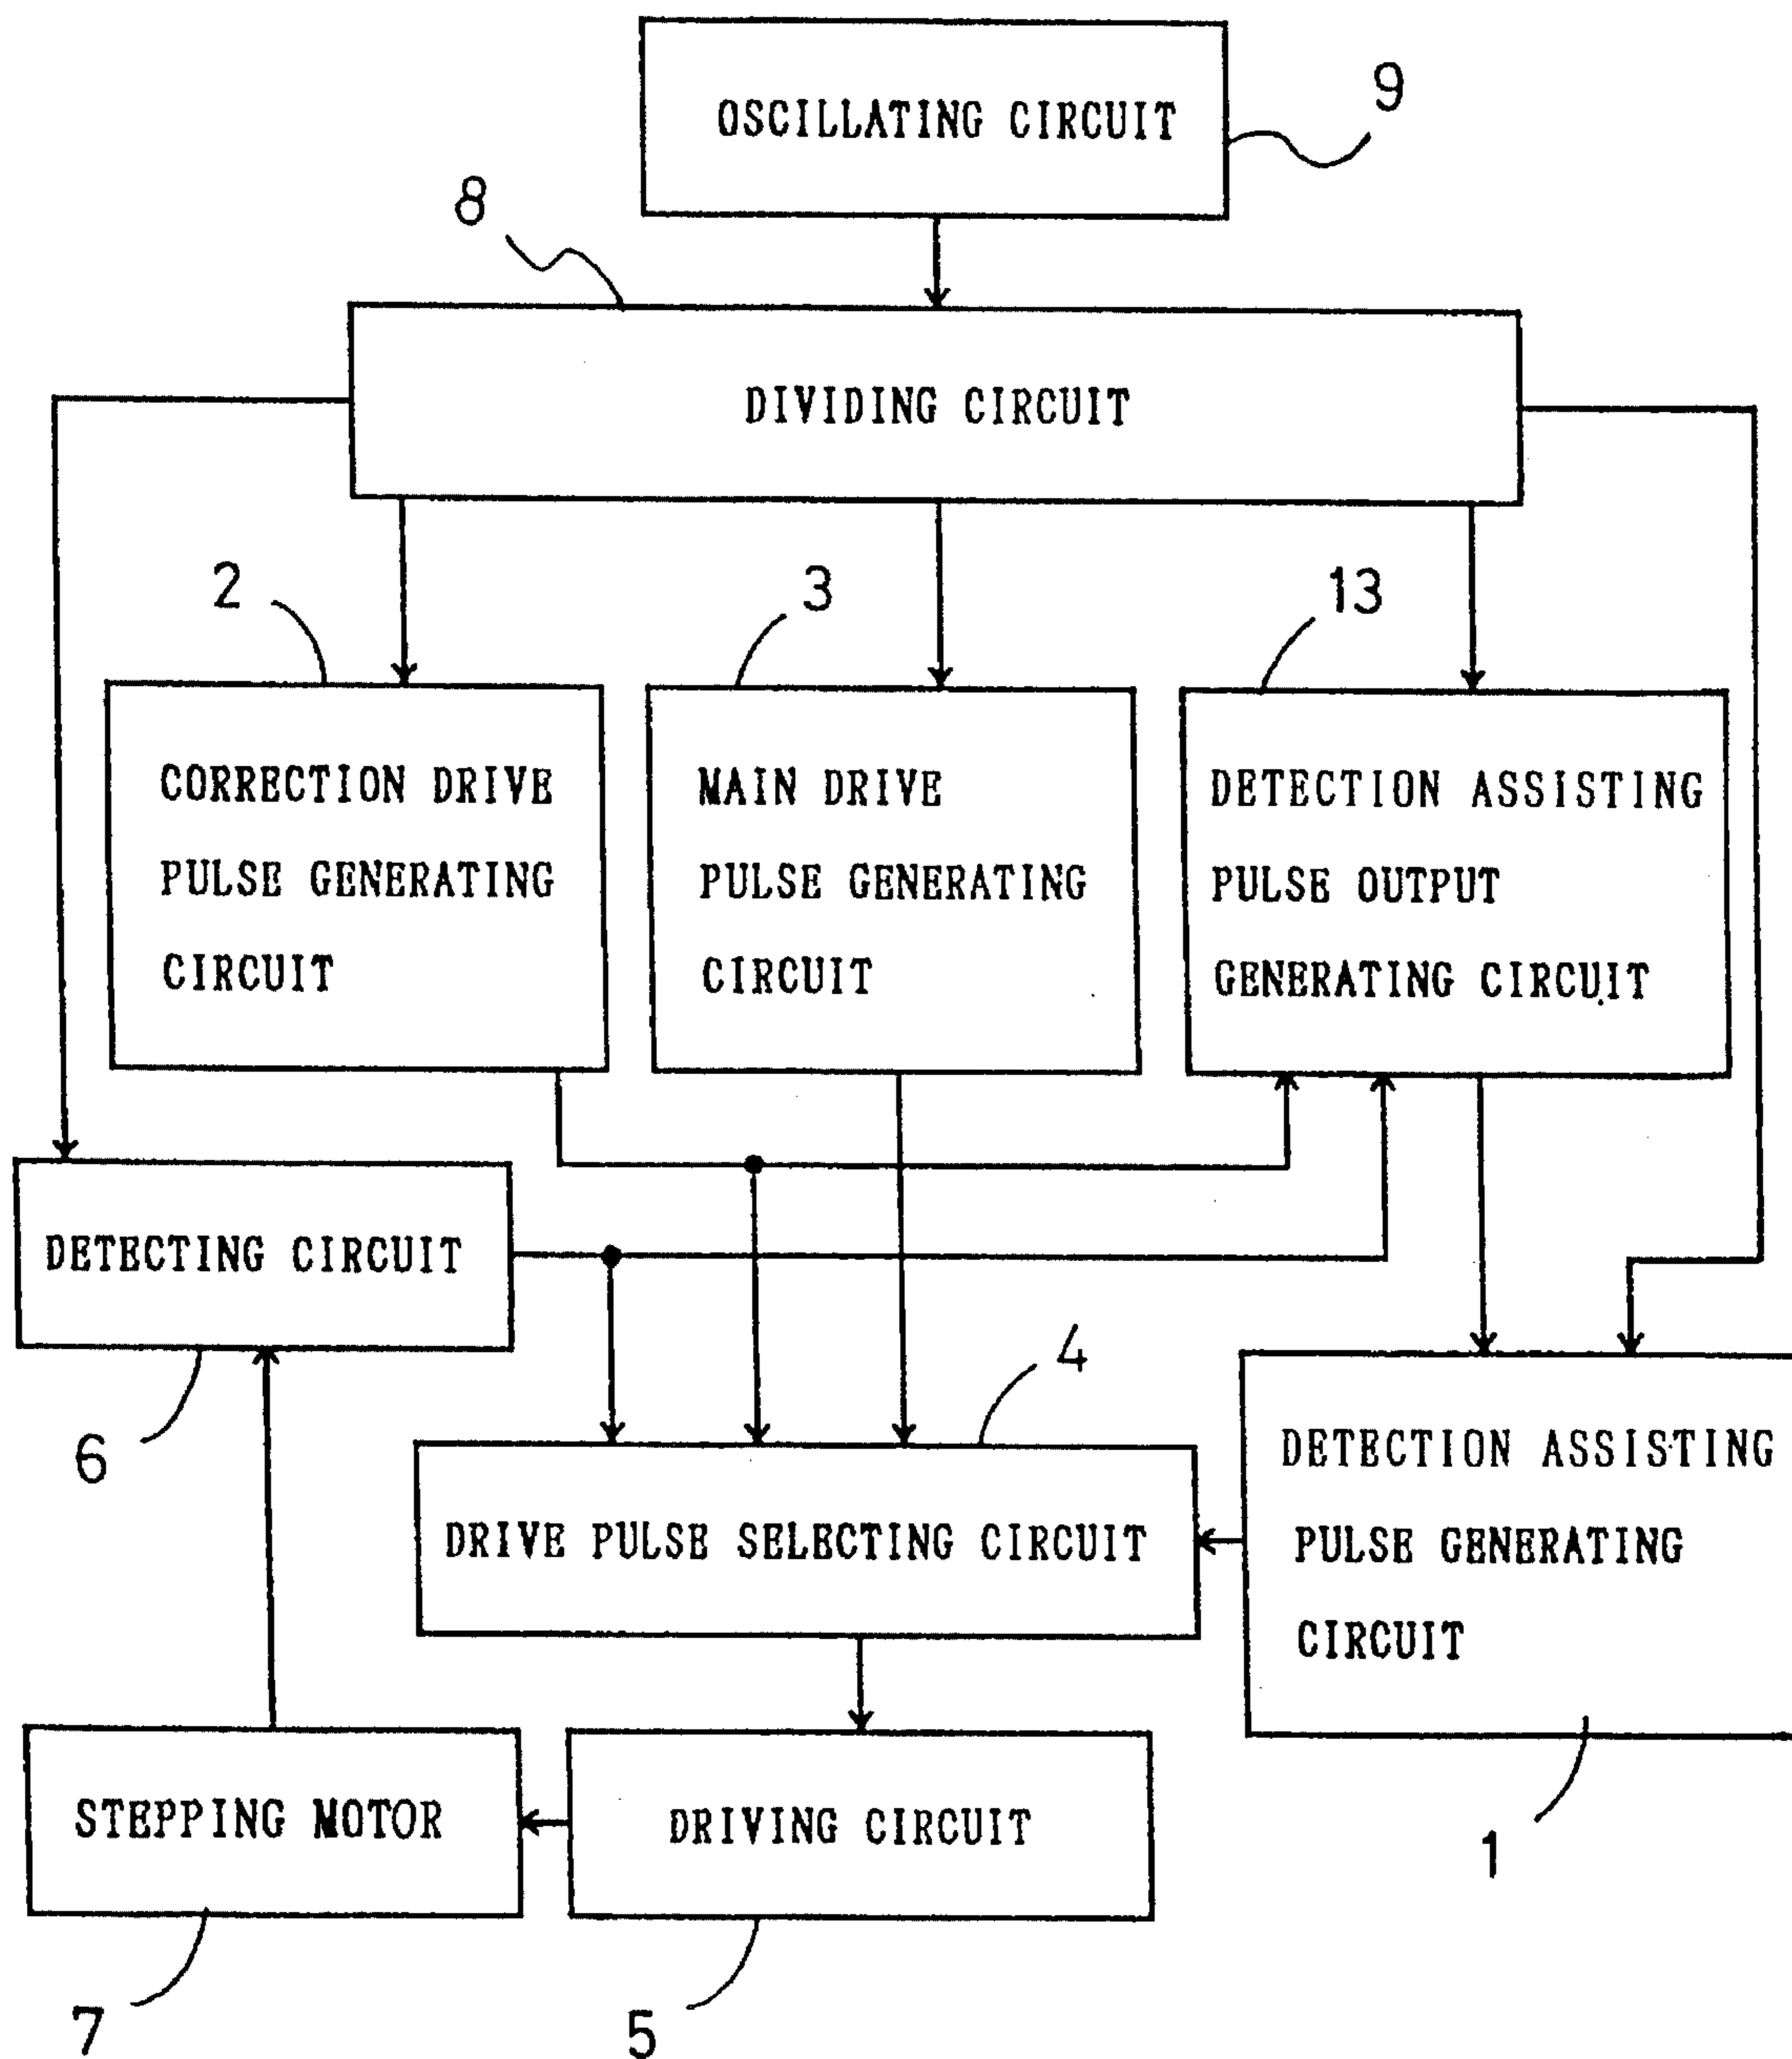 OSCILLATING CIRCUIT
9
8
DIVIDING CIRCUIT
2
3
13
CORRECTION DRIVE
PULSE GENERATING
CIRCUIT
MAIN DRIVE
PULSE GENERATING
CIRCUIT
DETECTION ASSISTING
PULSE OUTPUT
GENERATING CIRCUIT
DETECTING CIRCUIT
6
4
DRIVE PULSE SELECTING CIRCUIT
DETECTION ASSISTING
PULSE GENERATING
CIRCUIT
1
STEPPING MOTOR
7
DRIVING CIRCUIT
5